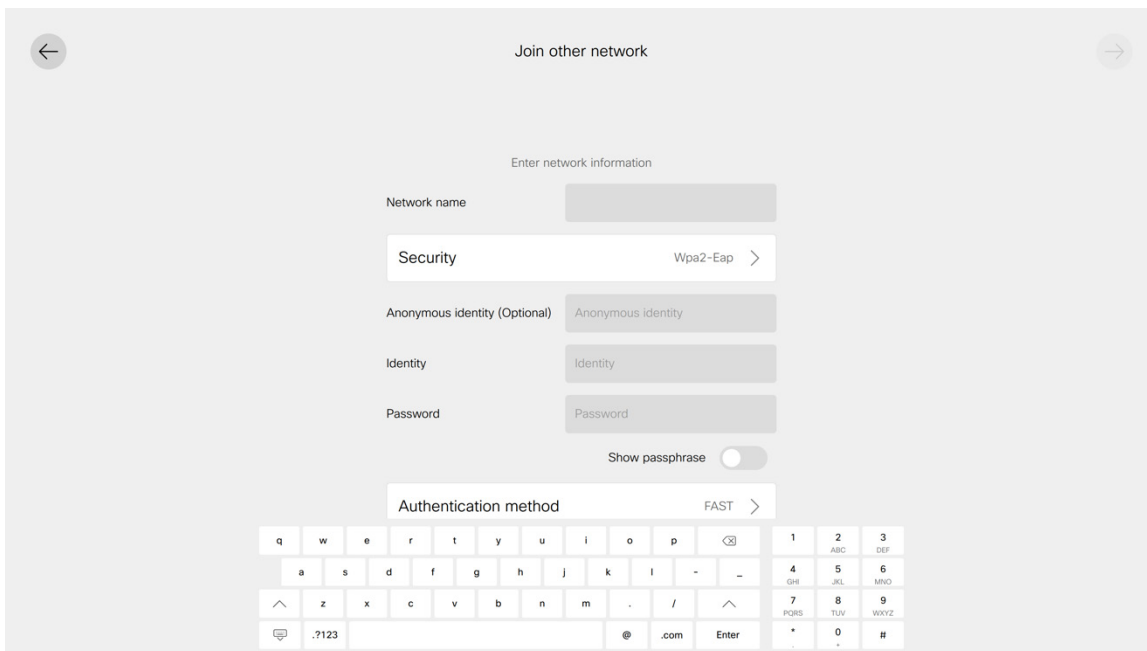 Join other network
Enter network information
Network name
Security Wpa2-Eap
Anonymous identity (Optional) Anonymous identity
Identity Identity
Password Password
Show passphrase
Authentication method FAST
q w e r t y u i o p 1 2 ABC 3 DEF
a s d f g h j k l - _ 4 GHI 5 JKL 6 MNO
z x c v b n m . / 7 PQRS 8 TUV 9 WXYZ
.?123 @ .com Enter * . 0 + #